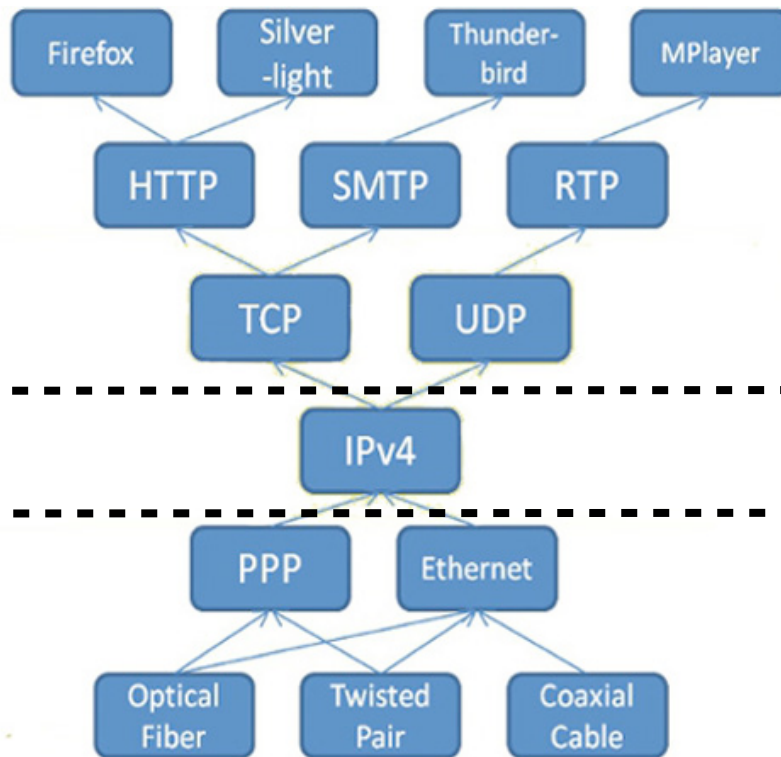 Firefox
Silver
-light
Thunder-
bird
MPlayer
HTTP
SMTP
RTP
TCP
UDP
IPv4
PPP
Ethernet
Optical
Fiber
Twisted
Pair
Coaxial
Cable